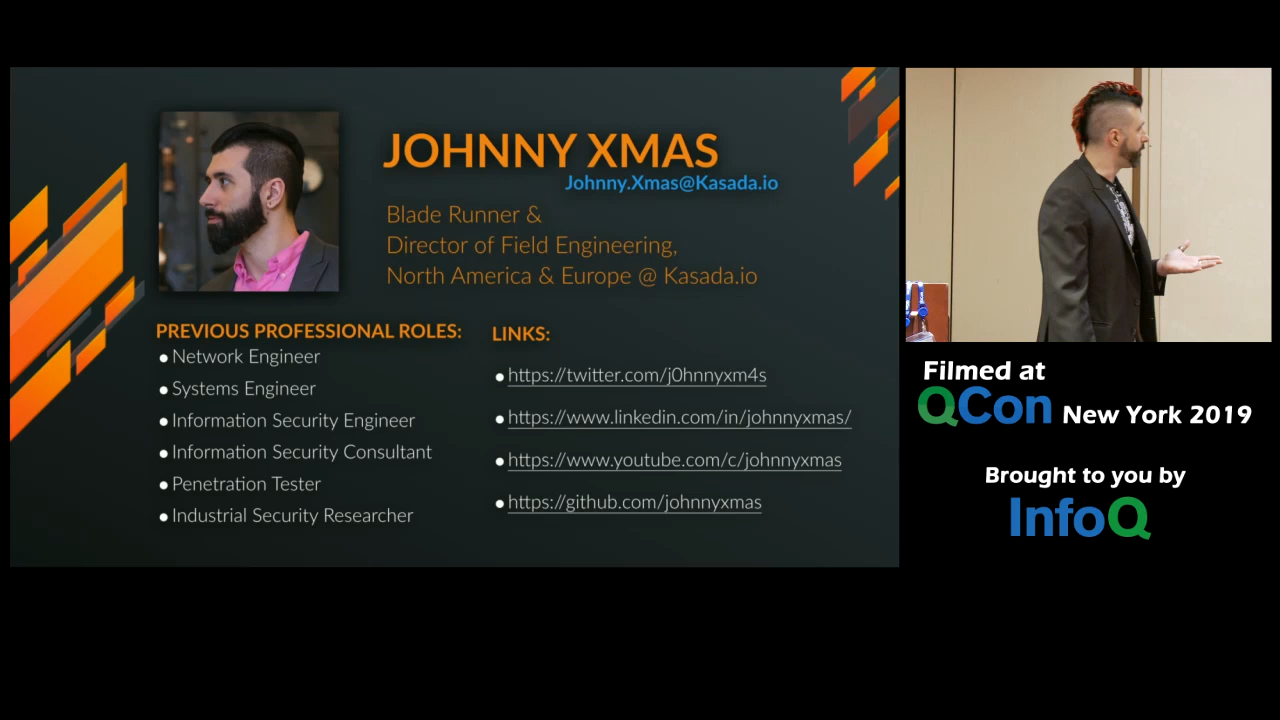 JOHNNY XMAS
Johnny.Xmas@Kasada.io
Blade Runner &
Director of Field Engineering,
North America & Europe @ Kasada.io
PREVIOUS PROFESSIONAL ROLES:
Network Engineer
Systems Engineer
Information Security Engineer
Information Security Consultant
Penetration Tester
Industrial Security Researcher
LINKS:
https://twitter.com/j0hnnyxm4s
https://www.linkedin.com/in/johnnyxmas/
https://www.youtube.com/c/johnnyxmas
https://github.com/johnnyxmas
Filmed at
QCon New York 2019
Brought to you by
InfoQ